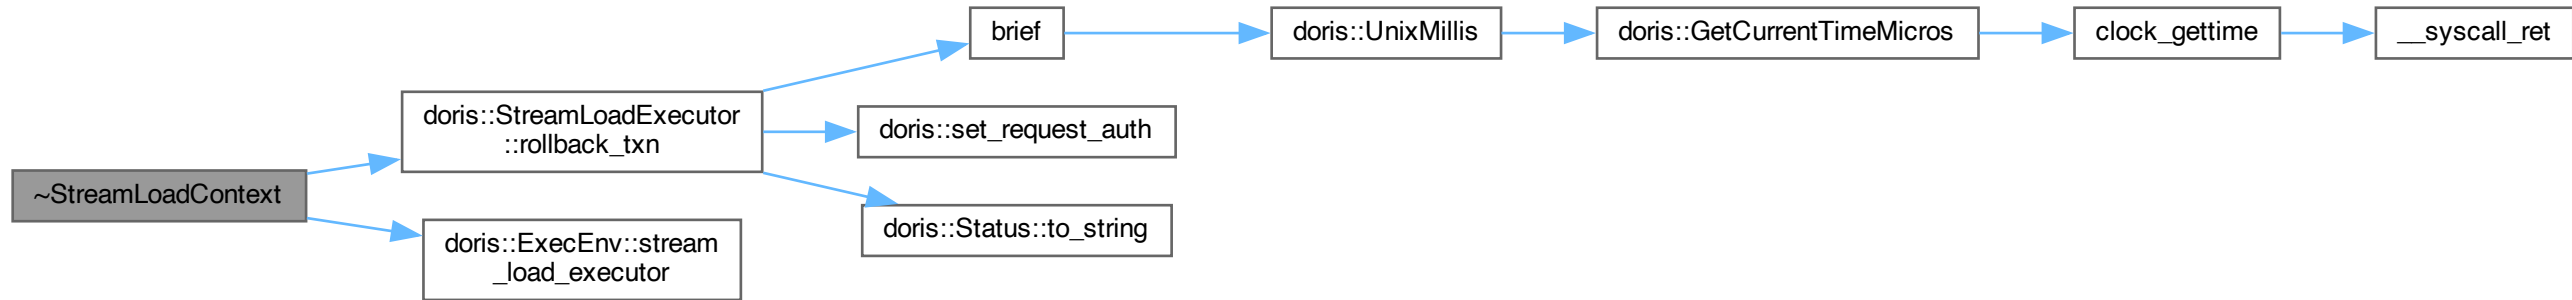 ~StreamLoadContext
doris::StreamLoadExecutor
::rollback_txn
doris::ExecEnv::stream
_load_executor
brief
doris::set_request_auth
doris::Status::to_string
doris::UnixMillis
doris::GetCurrentTimeMicros
clock_gettime
__syscall_ret